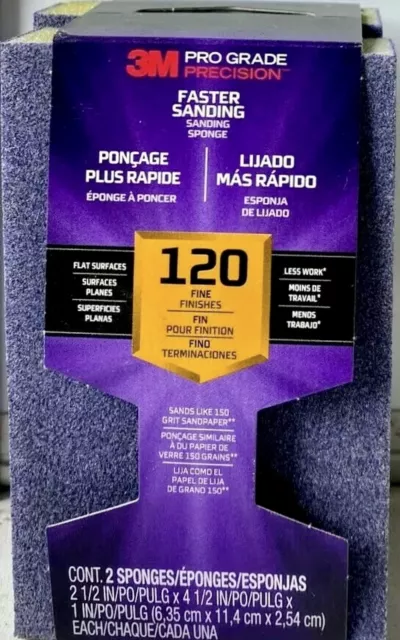 3M PRO GRADE
PRECISION™
FASTER
SANDING
SANDING
SPONGE
PONÇAGE
PLUS RAPIDE
ÉPONGE À PONCER
LIJADO
MÁS RÁPIDO
ESPONJA
DE LIJADO
FLAT SURFACES
SURFACES
PLANES
SUPERFICIES
PLANAS
120
FINE
FINISHES
FIN
POUR FINITION
FINO
TERMINACIONES
LESS WORK*
MOINS DE
TRAVAIL*
MENOS
TRABAJO*
SANDS LIKE 150
GRIT SANDPAPER**
PONÇAGE SIMILAIRE
À DU PAPIER DE
VERRE 150 GRAINS**
LIJA COMO EL
PAPEL DE LIJA
DE GRANO 150**
CONT. 2 SPONGES/ÉPONGES/ESPONJAS
2 1/2 IN/PO/PULG x 4 1/2 IN/PO/PULG x
1 IN/PO/PULG (6,35 cm x 11,4 cm x 2,54 cm)
EACH/CHAQUE/CADA UNA